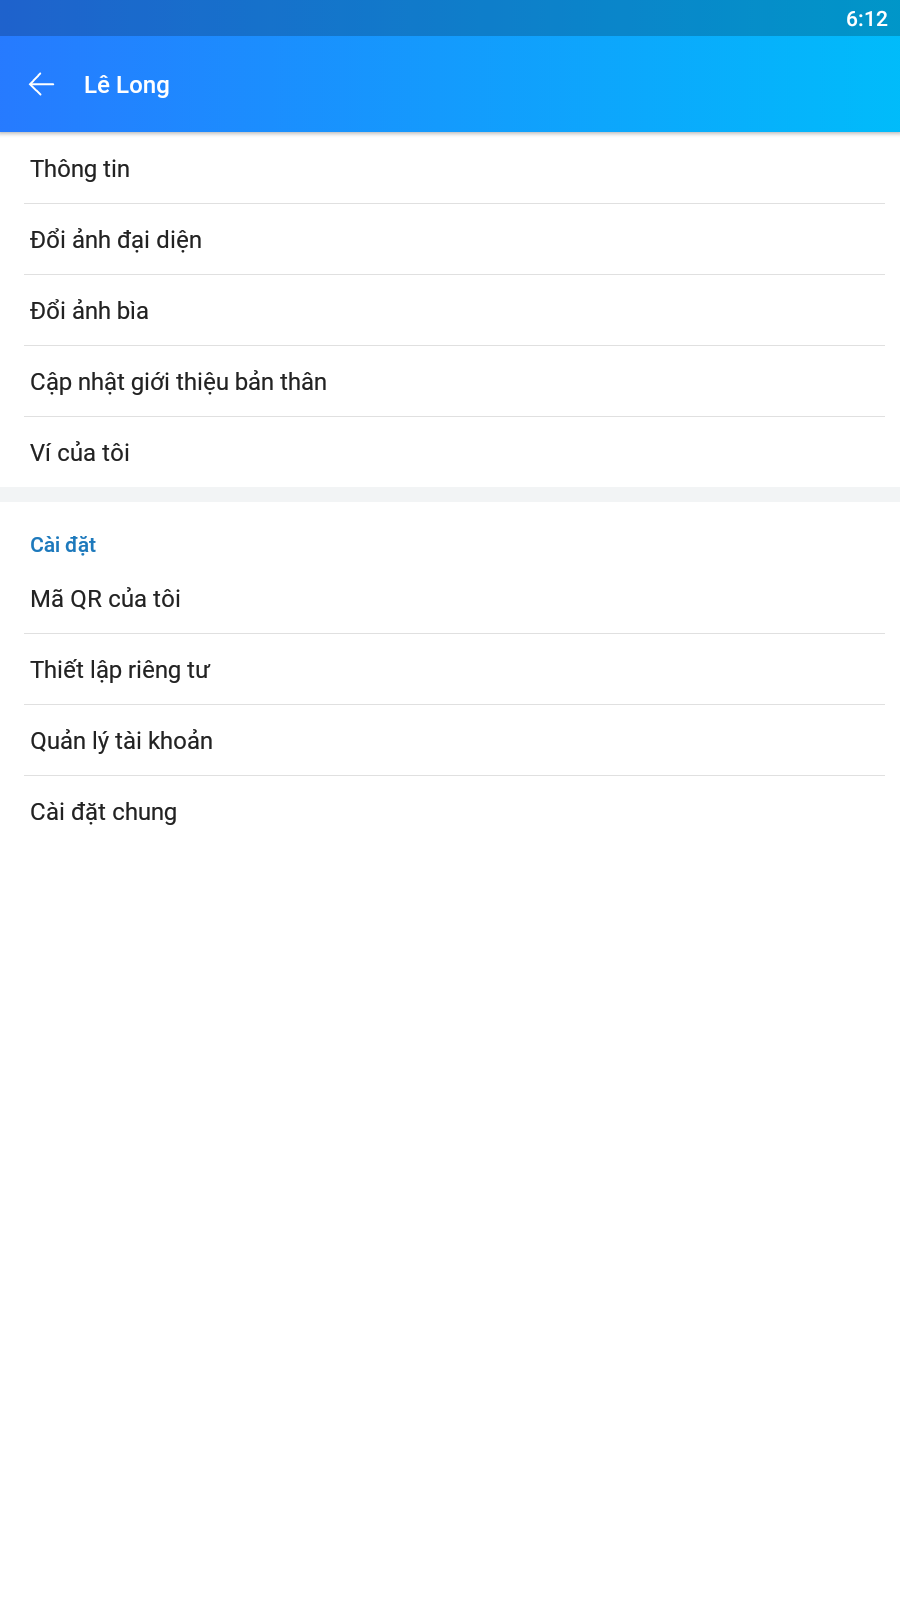 6:12
Lê Long
Thông tin
Đổi ảnh đại diện
Đổi ảnh bìa
Cập nhật giới thiệu bản thân
Ví của tôi
Cài đặt
Mã QR của tôi
Thiết lập riêng tư
Quản lý tài khoản
Cài đặt chung